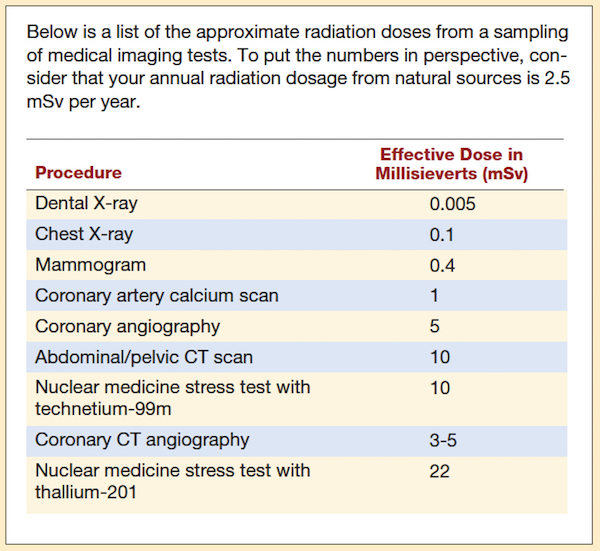 Below is a list of the approximate radiation doses from a sampling
of medical imaging tests. To put the numbers in perspective, con-
sider that your annual radiation dosage from natural sources is 2.5
mSv per year.
Procedure
Effective Dose in
Millisieverts (mSv)
Dental X-ray 0.005
Chest X-ray 0.1
Mammogram 0.4
Coronary artery calcium scan 1
Coronary angiography 5
Abdominal/pelvic CT scan 10
Nuclear medicine stress test with 10
technetium-99m
Coronary CT angiography 3-5
Nuclear medicine stress test with 22
thallium-201